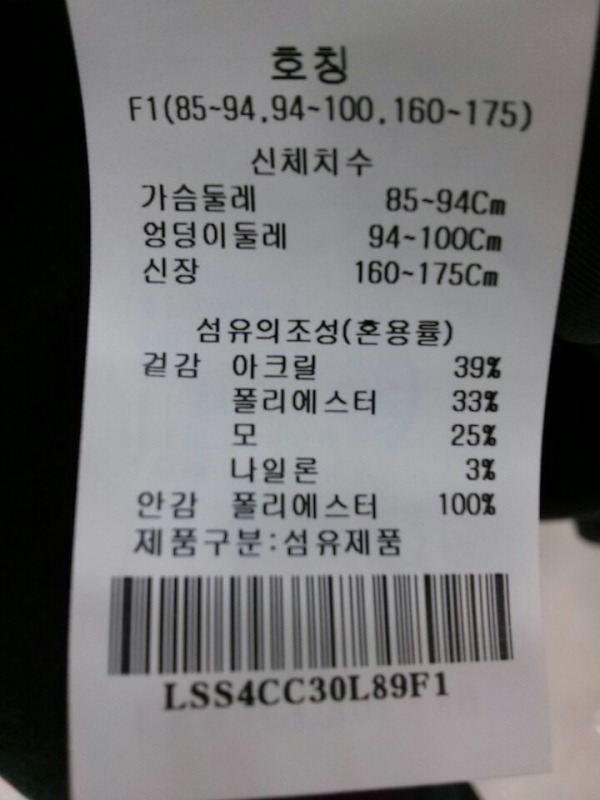 호칭
F1(85~94,94~100,160~175)
신체치수
가슴둘레 85~94Cm
엉덩이둘레 94~100Cm
신장 160~175Cm
섬유의조성(혼용률)
겉감 아크릴 39%
폴리에스터 33%
모 25%
나일론 3%
안감 폴리에스터 100%
제품구분:섬유제품
LSS4CC30L89F1